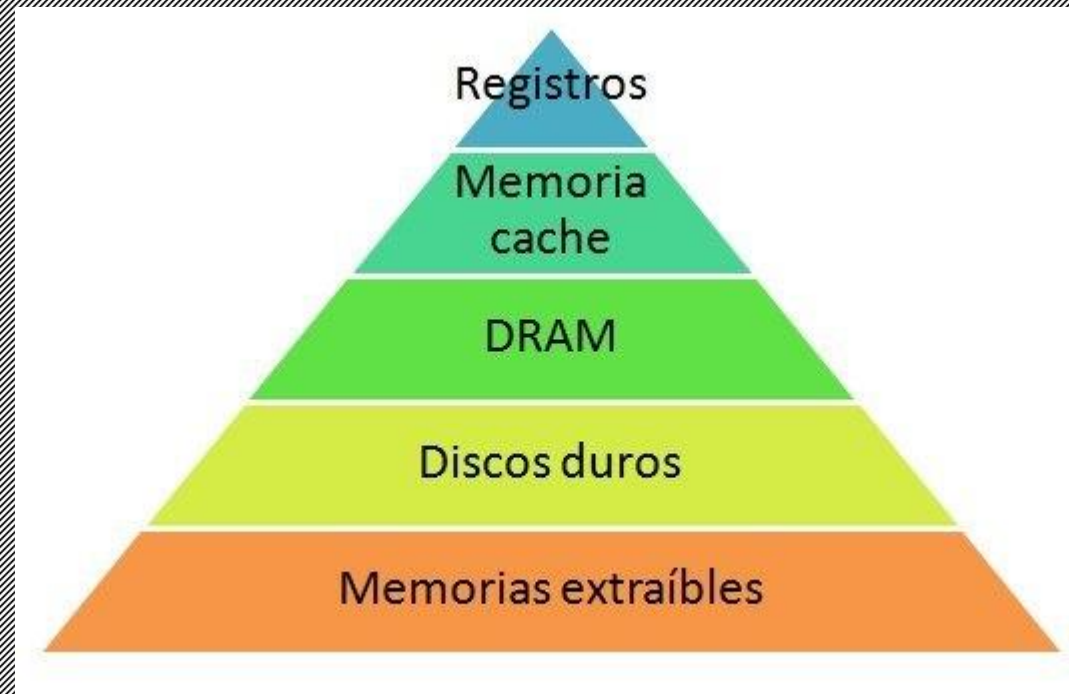 Registros
Memoria
cache
DRAM
Discos duros
Memorias extraíbles